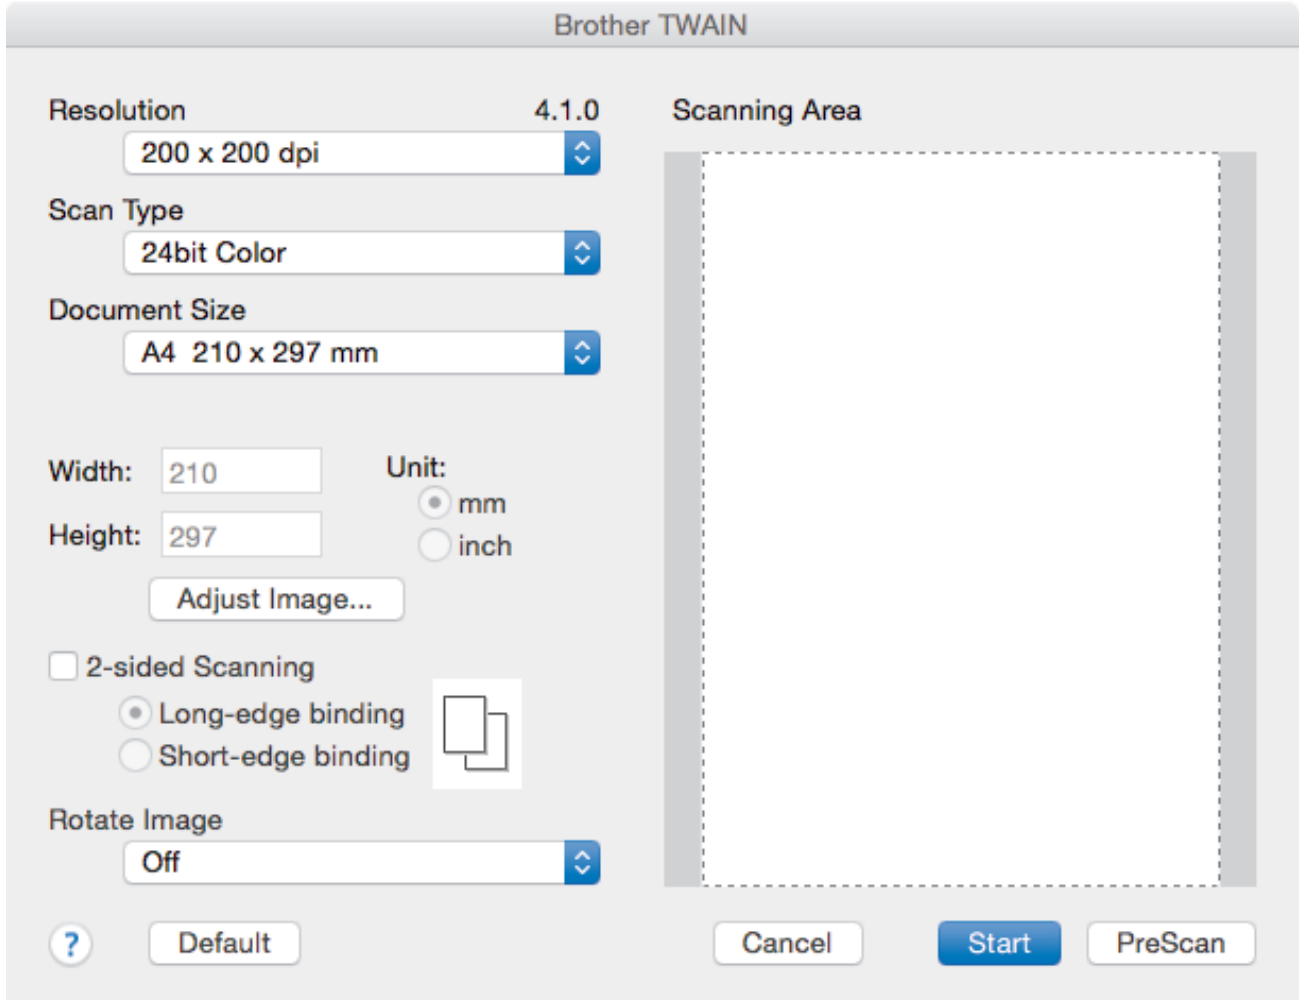 Brother TWAIN
Resolution 4.1.0
200 x 200 dpi
Scan Type
24bit Color
Document Size
A4 210 x 297 mm
Width: 210
Height: 297
Unit:
mm
inch
Adjust Image...
2-sided Scanning
Long-edge binding
Short-edge binding
Rotate Image
Off
? Default
Scanning Area
Cancel Start PreScan